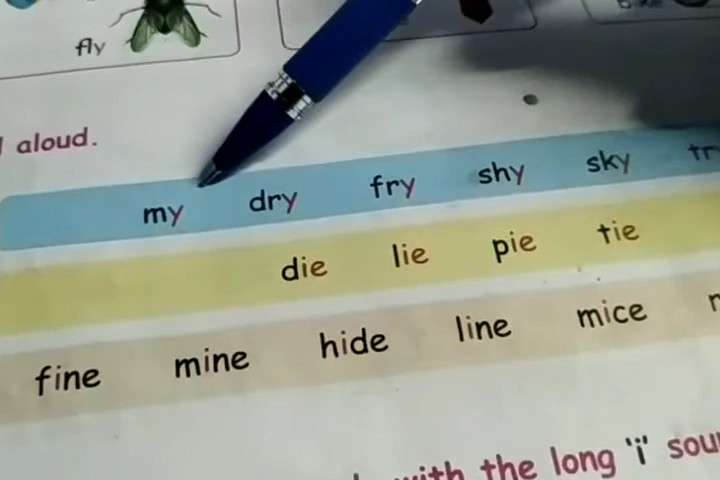 fly
aloud.
my dry fry shy sky
die lie pie tie
fine mine hide line mice
with the long 'i'